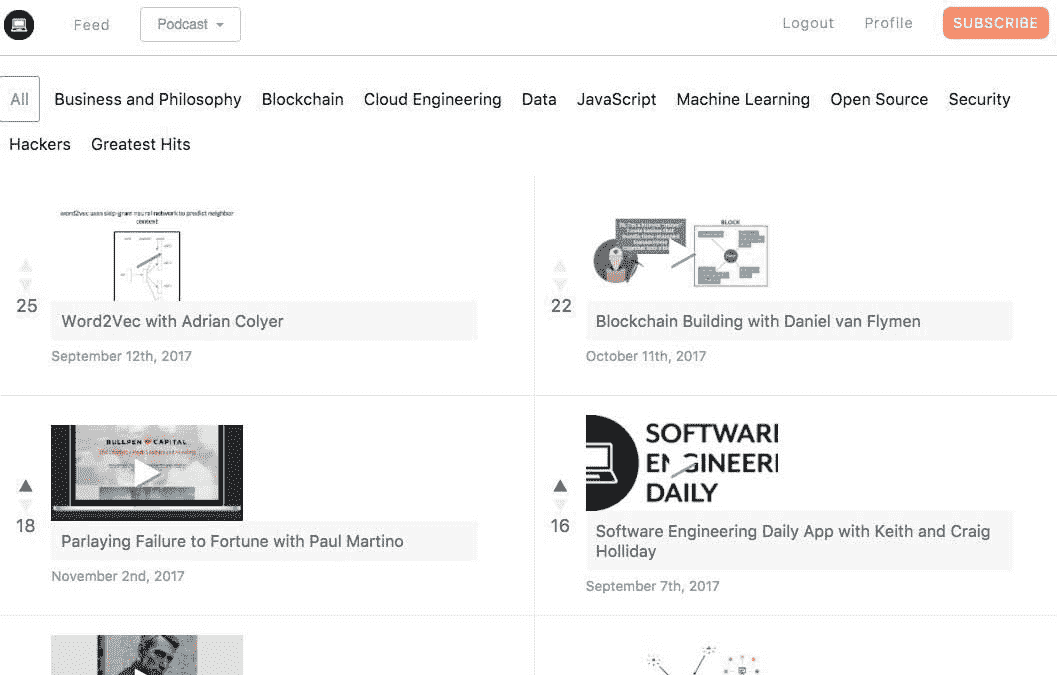 Feed
Podcast
Logout
Profile
SUBSCRIBE
All
Business and Philosophy
Blockchain
Cloud Engineering
Data
JavaScript
Machine Learning
Open Source
Security
Hackers
Greatest Hits
word2vec uses skip-gram neural network to predict neighbor
context
25
Word2Vec with Adrian Colyer
September 12th, 2017
BLOCK
22
Blockchain Building with Daniel van Flymen
October 11th, 2017
BULLPEN CAPITAL
18
Parlaying Failure to Fortune with Paul Martino
November 2nd, 2017
SOFTWARE
ENGINEERI
DAILY
16
Software Engineering Daily App with Keith and Craig
Holliday
September 7th, 2017